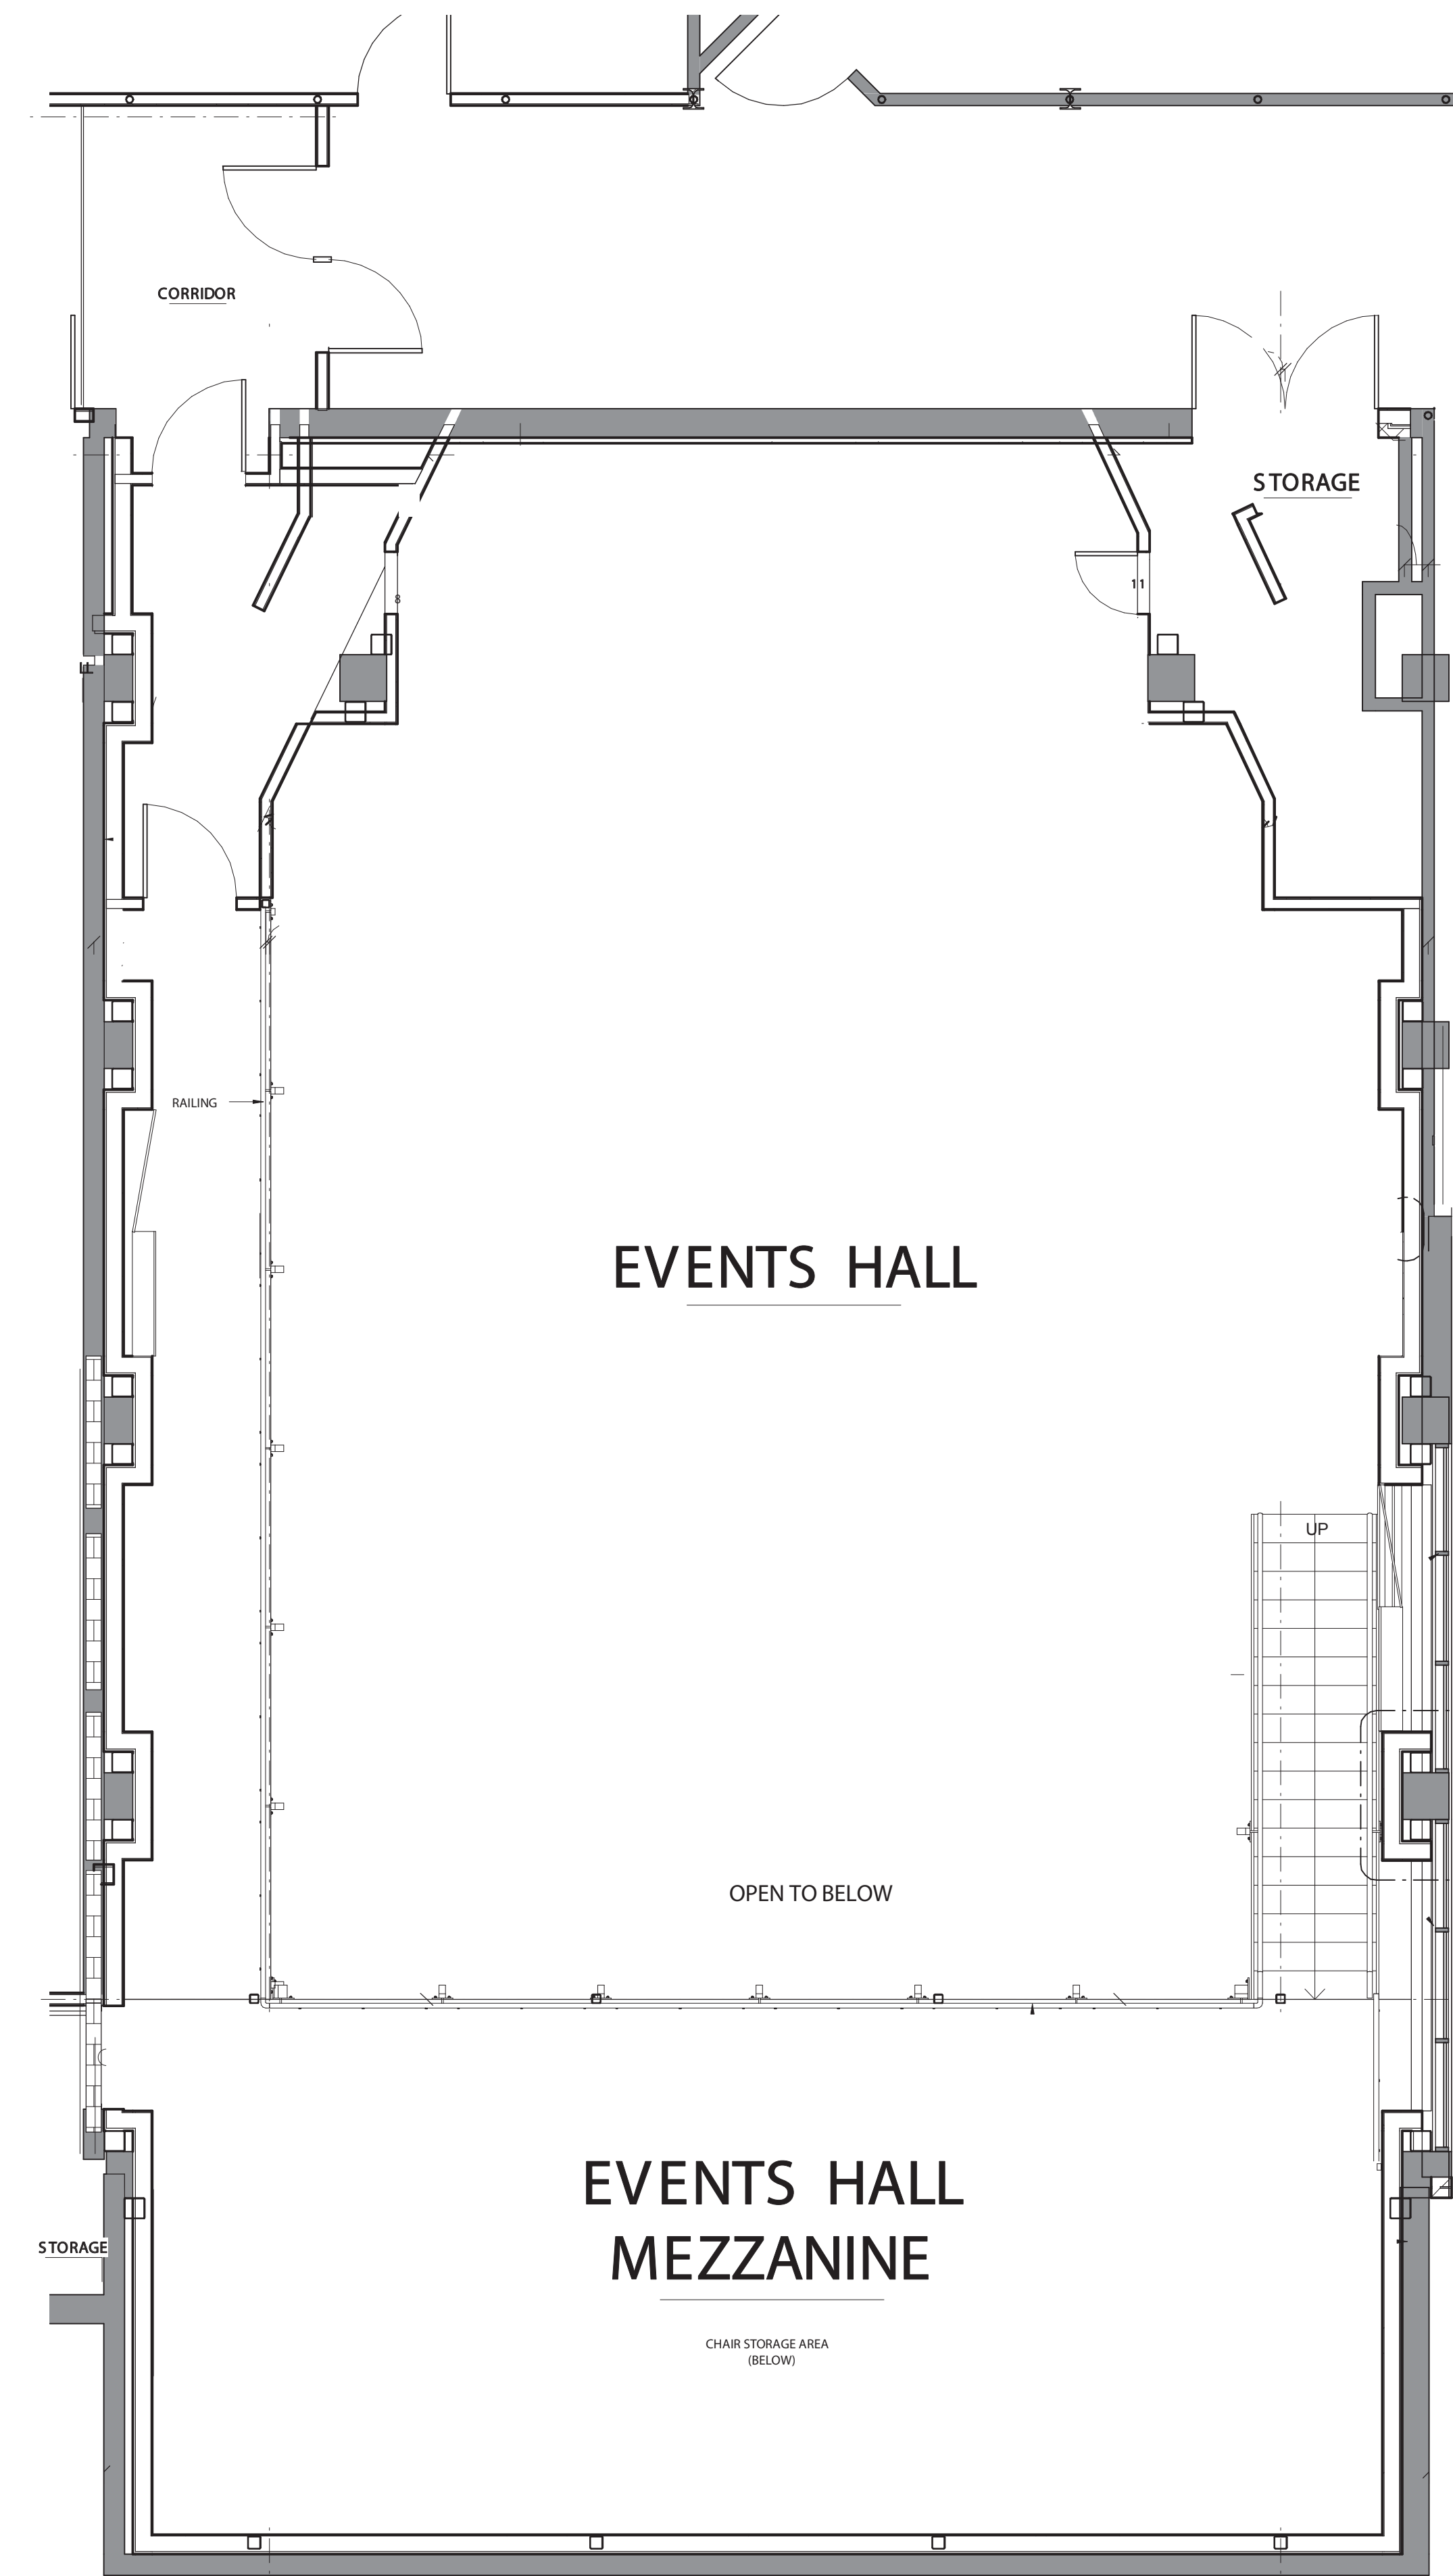 CORRIDOR
STORAGE
8
11
RAILING
EVENTS HALL
UP
OPEN TO BELOW
EVENTS HALL
MEZZANINE
STORAGE
CHAIR STORAGE AREA
(BELOW)